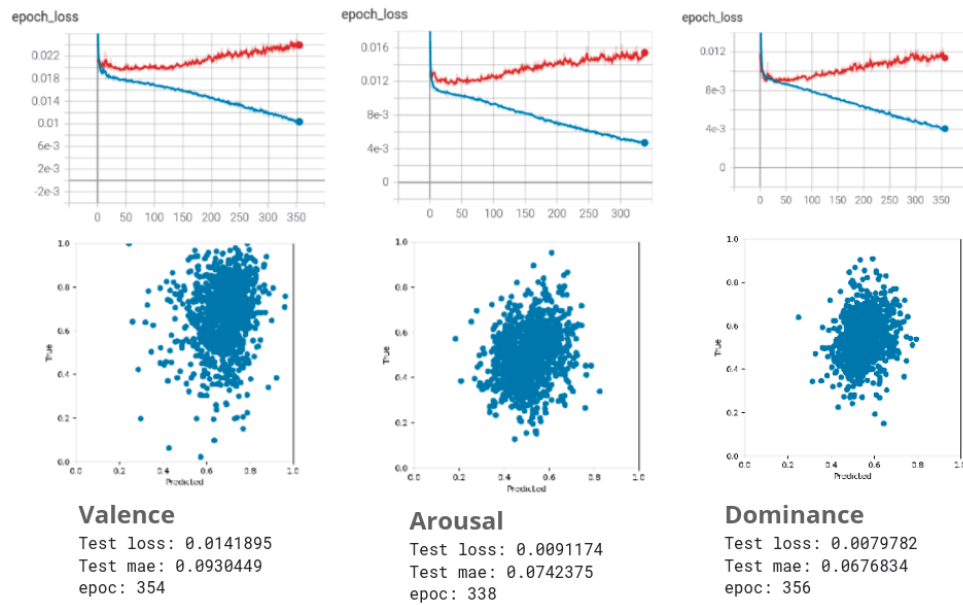 epoch_loss
0.022
0.018
0.014
0.01
6e-3
2e-3
-2e-3
0 50 100 150 200 250 300 350
epoch_loss
0.016
0.012
8e-3
4e-3
0
0 50 100 150 200 250 300
epoch_loss
0.012
8e-3
4e-3
0
0 50 100 150 200 250 300 350
1.0
0.8
0.6
0.4
0.2
0.0
True
0.0 0.2 0.4 0.6 0.8 1.0
Predicted
1.0
0.8
0.6
0.4
0.2
0.0
True
0.0 0.2 0.4 0.6 0.8 1.0
Predicted
1.0
0.8
0.6
0.4
0.2
0.0
True
0.0 0.2 0.4 0.6 0.8 1.0
Predicted
Valence
Test loss: 0.0141895
Test mae: 0.0930449
epoc: 354
Arousal
Test loss: 0.0091174
Test mae: 0.0742375
epoc: 338
Dominance
Test loss: 0.0079782
Test mae: 0.0676834
epoc: 356